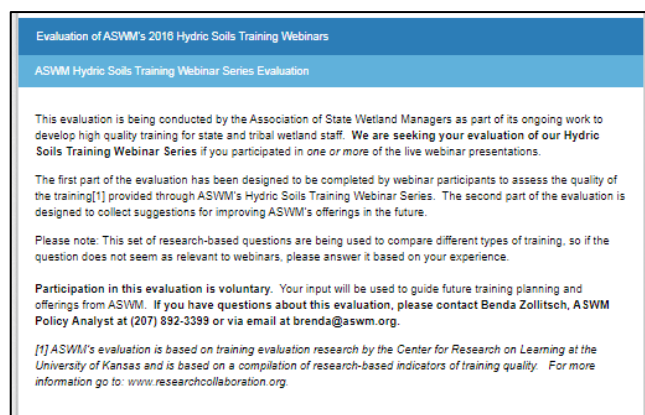 Evaluation of ASWM's 2016 Hydric Soils Training Webinars
ASWM Hydric Soils Training Webinar Series Evaluation
This evaluation is being conducted by the Association of State Wetland Managers as part of its ongoing work to
develop high quality training for state and tribal wetland staff. We are seeking your evaluation of our Hydric
Soils Training Webinar Series if you participated in one or more of the live webinar presentations.
The first part of the evaluation has been designed to be completed by webinar participants to assess the quality of
the training[1] provided through ASWM's Hydric Soils Training Webinar Series. The second part of the evaluation is
designed to collect suggestions for improving ASWM's offerings in the future.
Please note: This set of research-based questions are being used to compare different types of training, so if the
question does not seem as relevant to webinars, please answer it based on your experience.
Participation in this evaluation is voluntary. Your input will be used to guide future training planning and
offerings from ASWM. If you have questions about this evaluation, please contact Benda Zollitsch, ASWM
Policy Analyst at (207) 892-3399 or via email at brenda@aswm.org.
[1] ASWM's evaluation is based on training evaluation research by the Center for Research on Learning at the
University of Kansas and is based on a compilation of research-based indicators of training quality. For more
information go to: www.researchcollaboration.org.